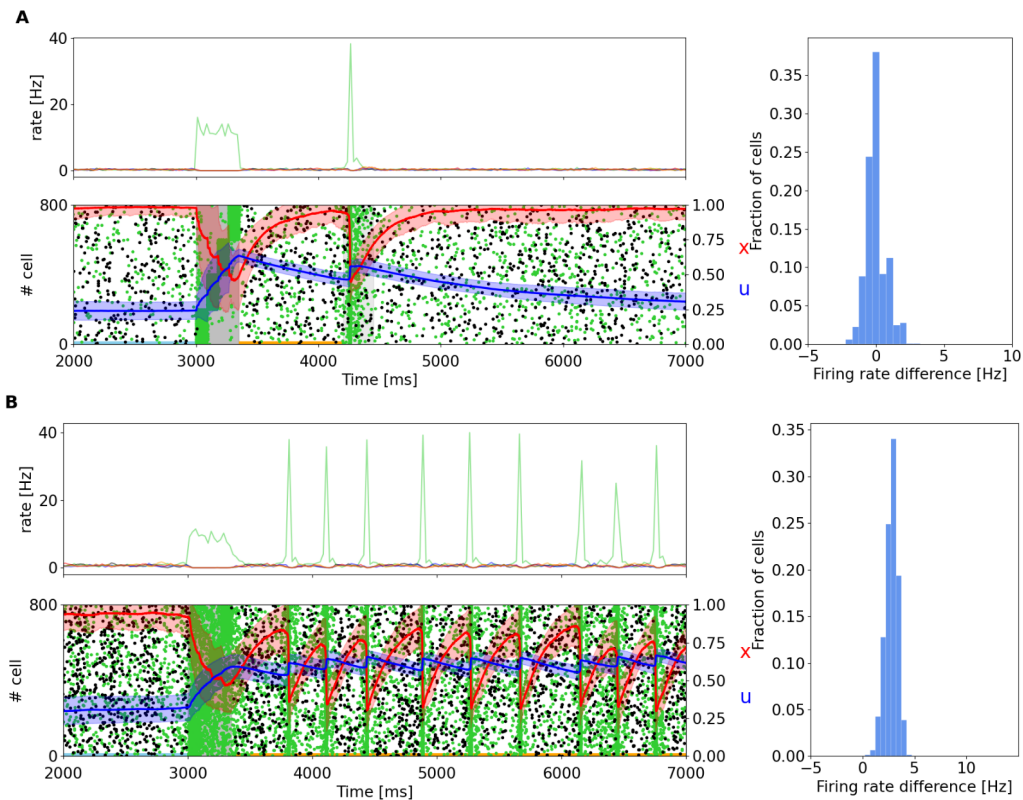 A
40
20
0
rate [Hz]
800
0
# cell
1.00
0.75
0.50
0.25
0.00
x
u
2000 3000 4000 5000 6000 7000
Time [ms]
0.35
0.30
0.25
0.20
0.15
0.10
0.05
0.00
Fraction of cells
−5 0 5 10
Firing rate difference [Hz]
B
40
20
0
rate [Hz]
800
0
# cell
1.00
0.75
0.50
0.25
0.00
x
u
2000 3000 4000 5000 6000 7000
Time [ms]
0.35
0.30
0.25
0.20
0.15
0.10
0.05
0.00
Fraction of cells
−5 0 5 10
Firing rate difference [Hz]